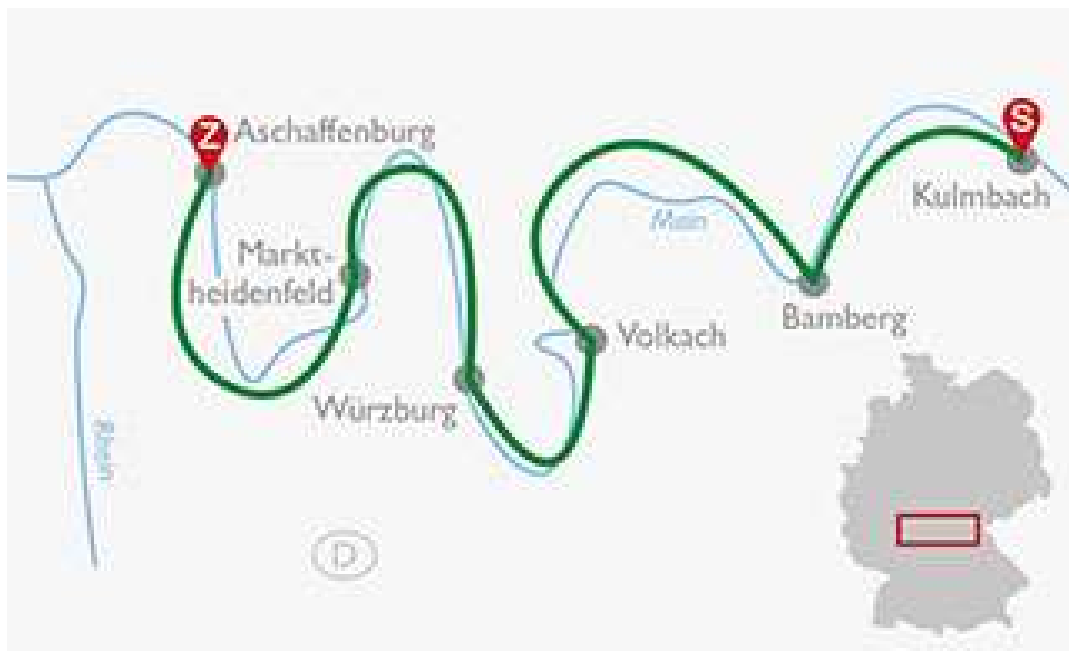 Z
Aschaffenburg
S
Kulmbach
Main
Markt-
heidenfeld
Bamberg
Volkach
Würzburg
Rhein
D